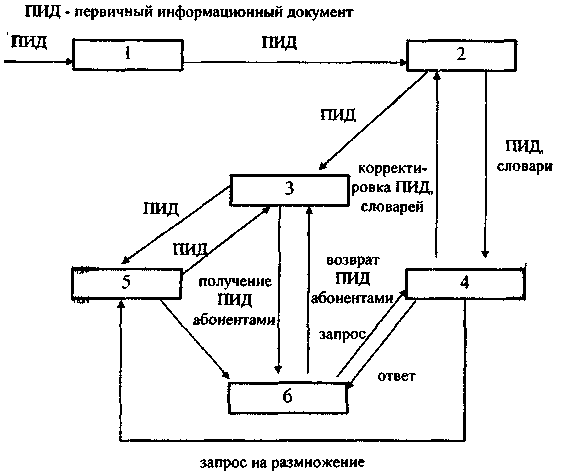 ПИД - первичный информационный документ
ПИД
1
ПИД
2
ПИД
ПИД,
словари
корректи-
ровка ПИД,
словарей
3
ПИД
ПИД
5
получение
ПИД
абонентами
возврат
ПИД
абонентами
4
запрос
ответ
6
запрос на размножение